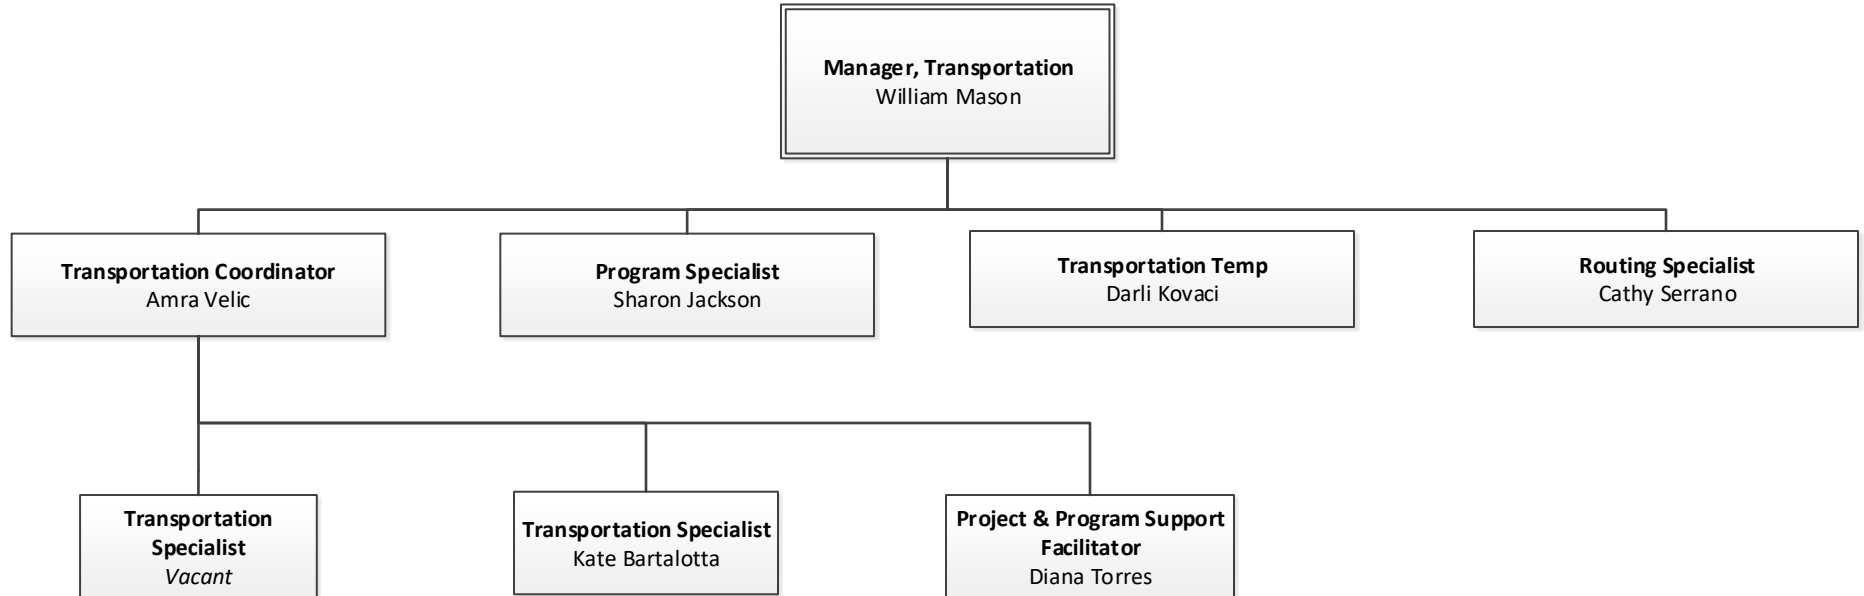 Manager, Transportation
William Mason
Transportation Coordinator
Amra Velic
Program Specialist
Sharon Jackson
Transportation Temp
Darli Kovaci
Routing Specialist
Cathy Serrano
Transportation
Specialist
Vacant
Transportation Specialist
Kate Bartalotta
Project & Program Support
Facilitator
Diana Torres